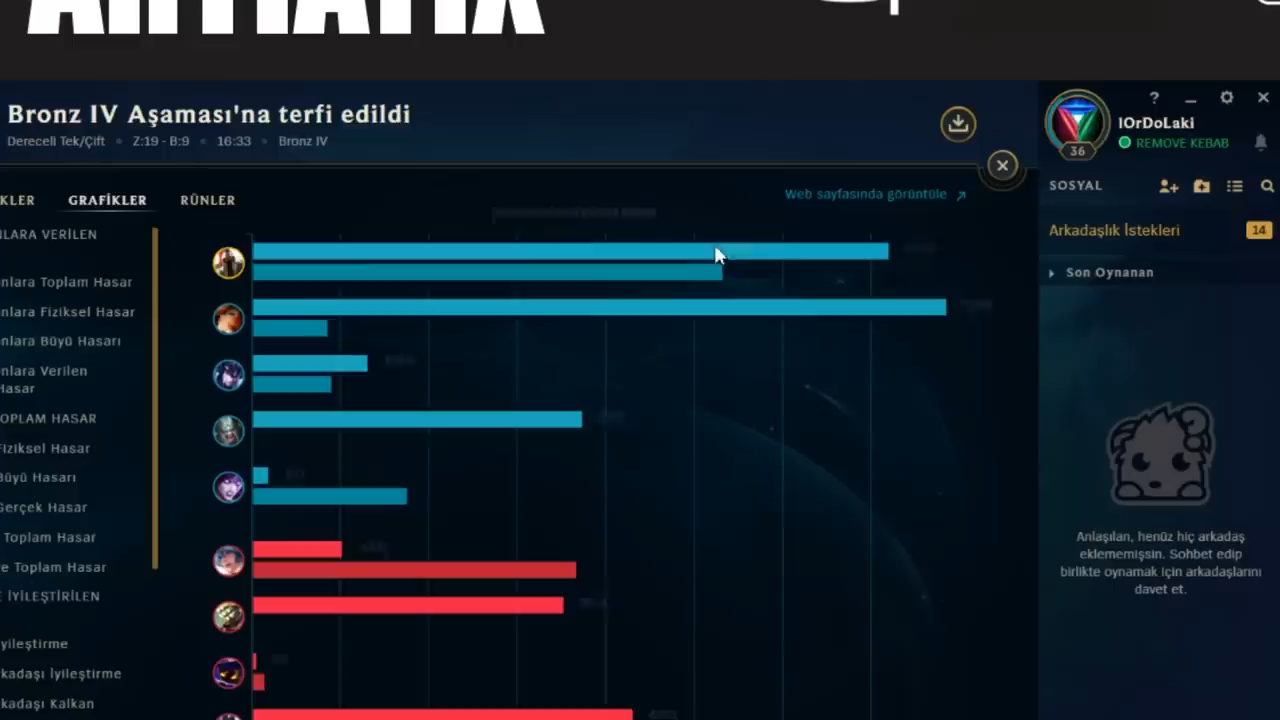 Bronz IV Aşaması'na terfi edildi
Dereceli Tek/Çift • Z:19 - B:9 • 16:33 • Bronz IV
?
IOrDoLaki
36
REMOVE KEBAB
SOSYAL
Arkadaşlık İstekleri
14
Son Oynanan
KLER
GRAFİKLER
RÜNLER
Web sayfasında görüntüle
NLARA VERİLEN
nlara Toplam Hasar
nlara Fiziksel Hasar
nlara Büyü Hasarı
nlara Verilen
Hasar
OPLAM HASAR
Fiziksel Hasar
Büyü Hasarı
Gerçek Hasar
Toplam Hasar
e Toplam Hasar
E İYİLEŞTİRİLEN
yileştirme
kadaşı İyileştirme
kadaşı Kalkan
Anlaşılan, henüz hiç arkadaş
eklememişsin. Sohbet edip
birlikte oynamak için arkadaşlarını
davet et.